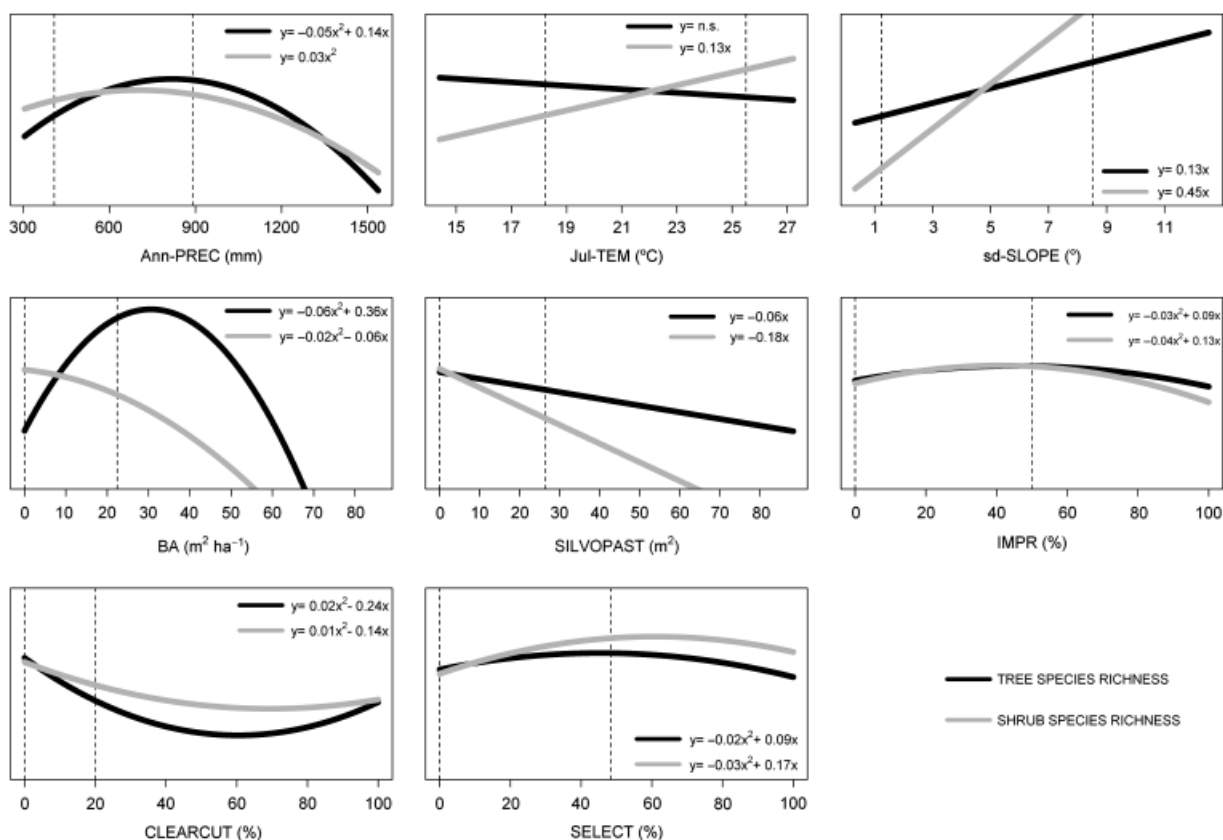 y= −0.05x²+ 0.14x
y= 0.03x²
300 600 900 1200 1500
Ann-PREC (mm)
y= n.s.
y= 0.13x
15 17 19 21 23 25 27
Jul-TEM (ºC)
y= 0.13x
y= 0.45x
1 3 5 7 9 11
sd-SLOPE (º)
y= −0.06x²+ 0.36x
y= −0.02x²− 0.06x
0 10 20 30 40 50 60 70 80
BA (m² ha⁻¹)
y= −0.06x
y= −0.18x
0 10 20 30 40 50 60 70 80
SILVOPAST (m²)
y= −0.03x²+ 0.09x
y= −0.04x²+ 0.13x
0 20 40 60 80 100
IMPR (%)
y= 0.02x²- 0.24x
y= 0.01x²- 0.14x
0 20 40 60 80 100
CLEARCUT (%)
y= −0.02x²+ 0.09x
y= −0.03x²+ 0.17x
0 20 40 60 80 100
SELECT (%)
TREE SPECIES RICHNESS
SHRUB SPECIES RICHNESS